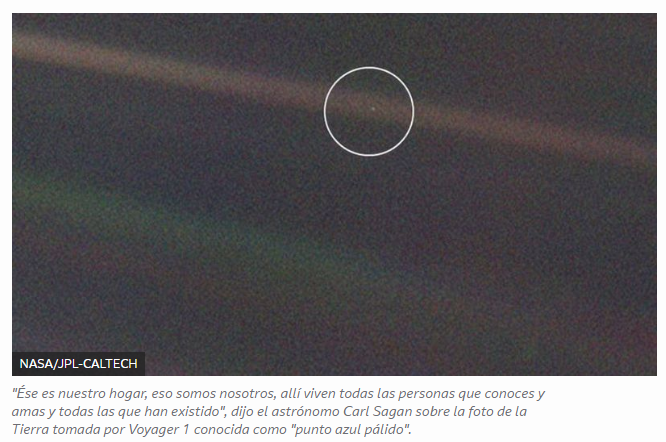 NASA/JPL-CALTECH
"Ése es nuestro hogar, eso somos nosotros, allí viven todas las personas que conoces y
amas y todas las que han existido", dijo el astrónomo Carl Sagan sobre la foto de la
Tierra tomada por Voyager 1 conocida como "punto azul pálido".